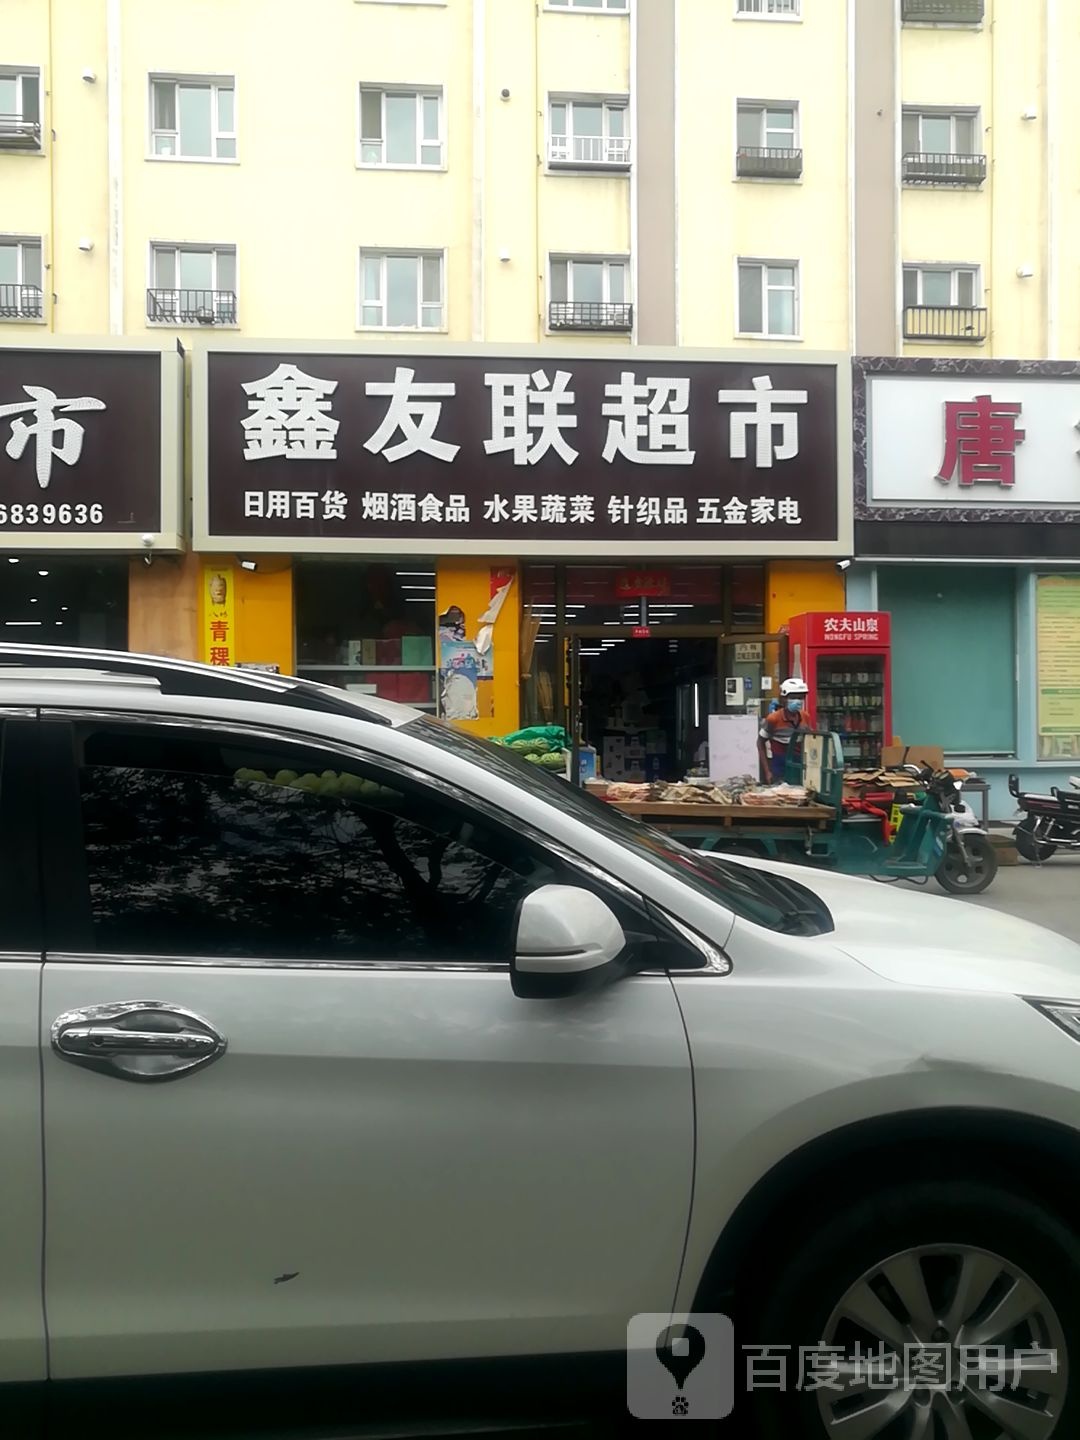 市
6839636
鑫友联超市
日用百货 烟酒食品 水果蔬菜 针织品 五金家电
唐
青稞
农夫山泉
NONGFU SPRING
百度地图用户